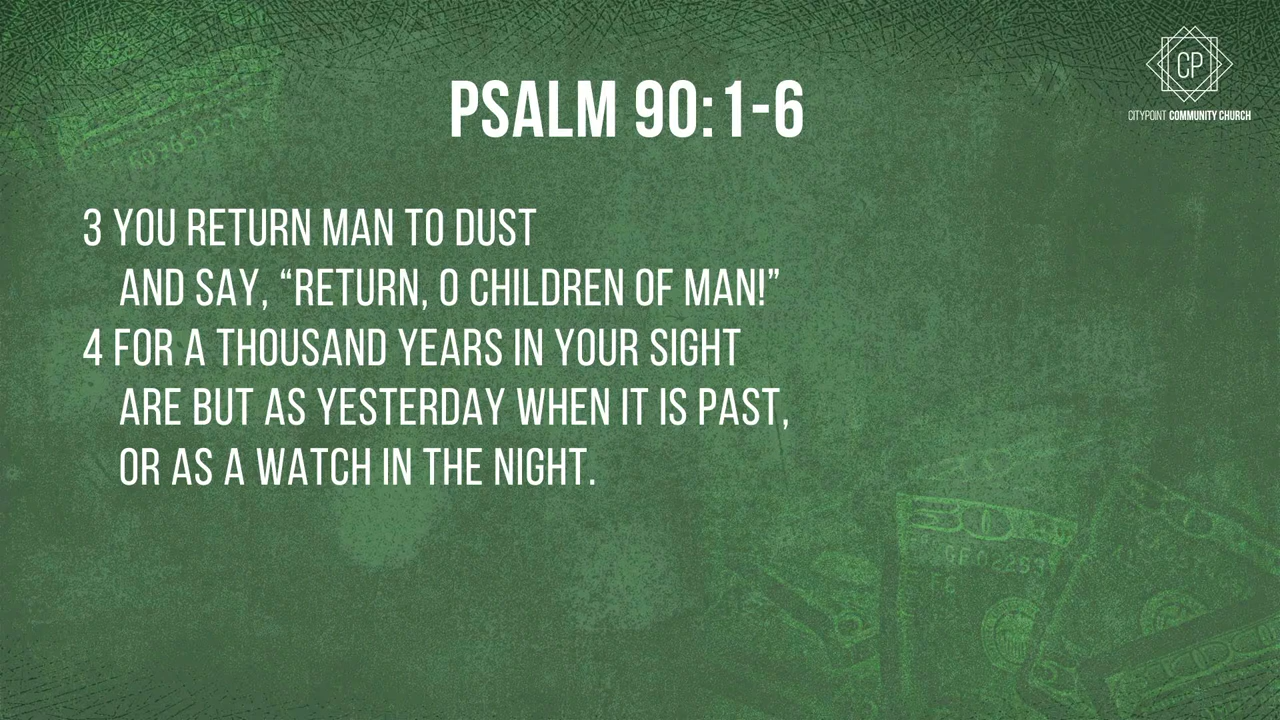 PSALM 90:1-6
CP
CITYPOINT COMMUNITY CHURCH
3 YOU RETURN MAN TO DUST
AND SAY, “RETURN, O CHILDREN OF MAN!”
4 FOR A THOUSAND YEARS IN YOUR SIGHT
ARE BUT AS YESTERDAY WHEN IT IS PAST,
OR AS A WATCH IN THE NIGHT.